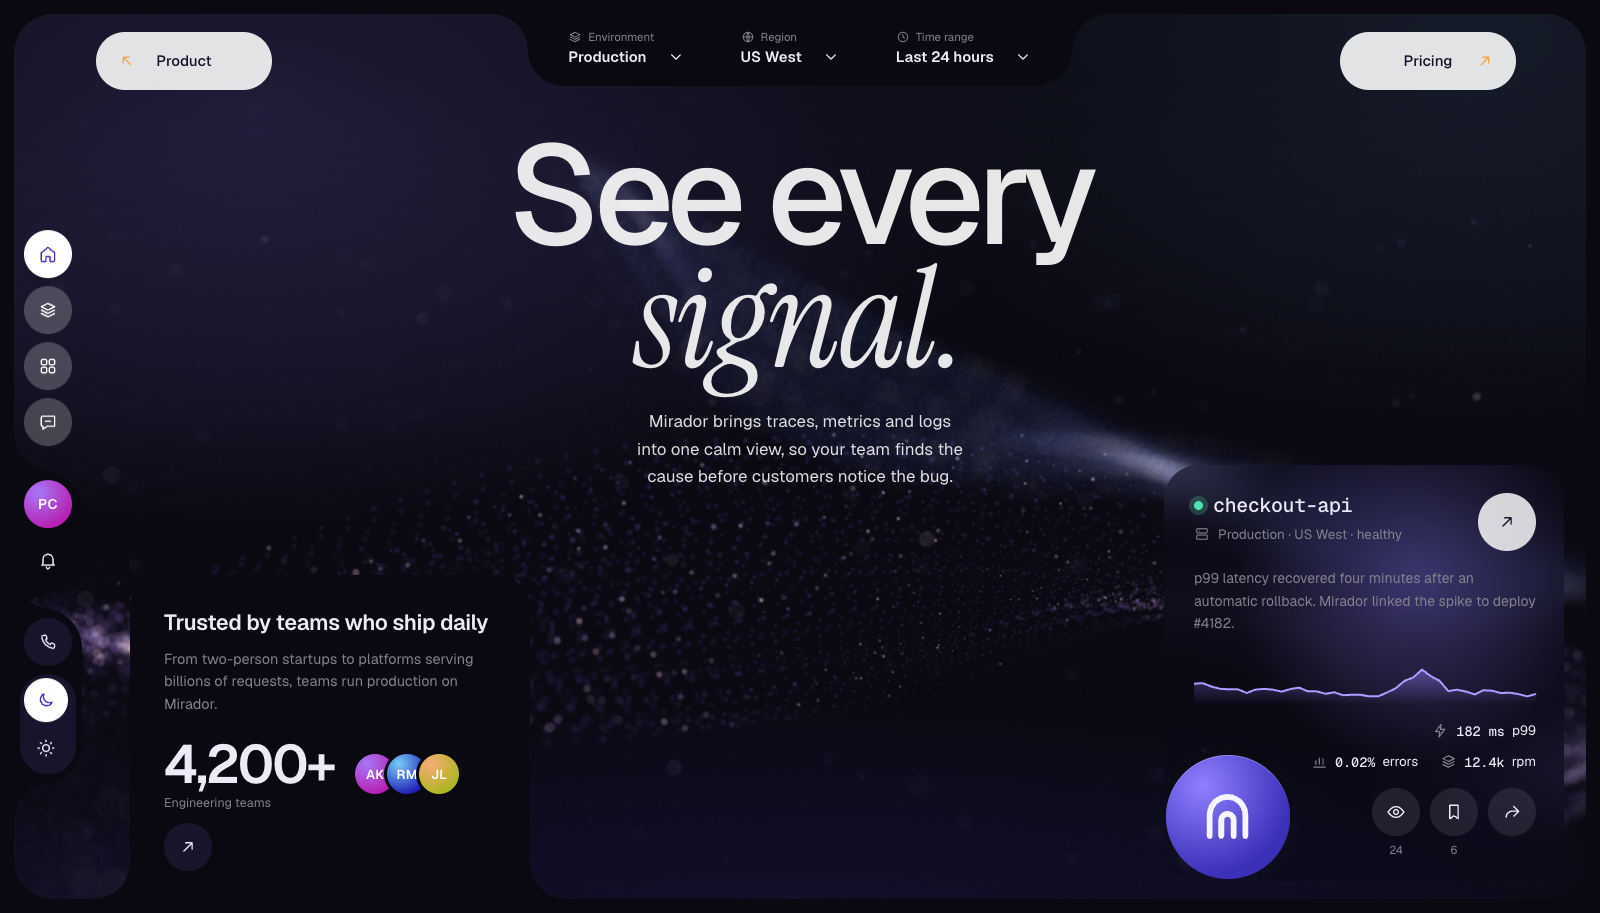 Product
Environment
Production
Region
US West
Time range
Last 24 hours
Pricing
See every
signal.
Mirador brings traces, metrics and logs
into one calm view, so your team finds the
cause before customers notice the bug.
PC
Trusted by teams who ship daily
From two-person startups to platforms serving
billions of requests, teams run production on
Mirador.
4,200+
AK RM JL
Engineering teams
checkout-api
Production · US West · healthy
p99 latency recovered four minutes after an
automatic rollback. Mirador linked the spike to deploy
#4182.
182 ms p99
0.02% errors
12.4k rpm
24
6